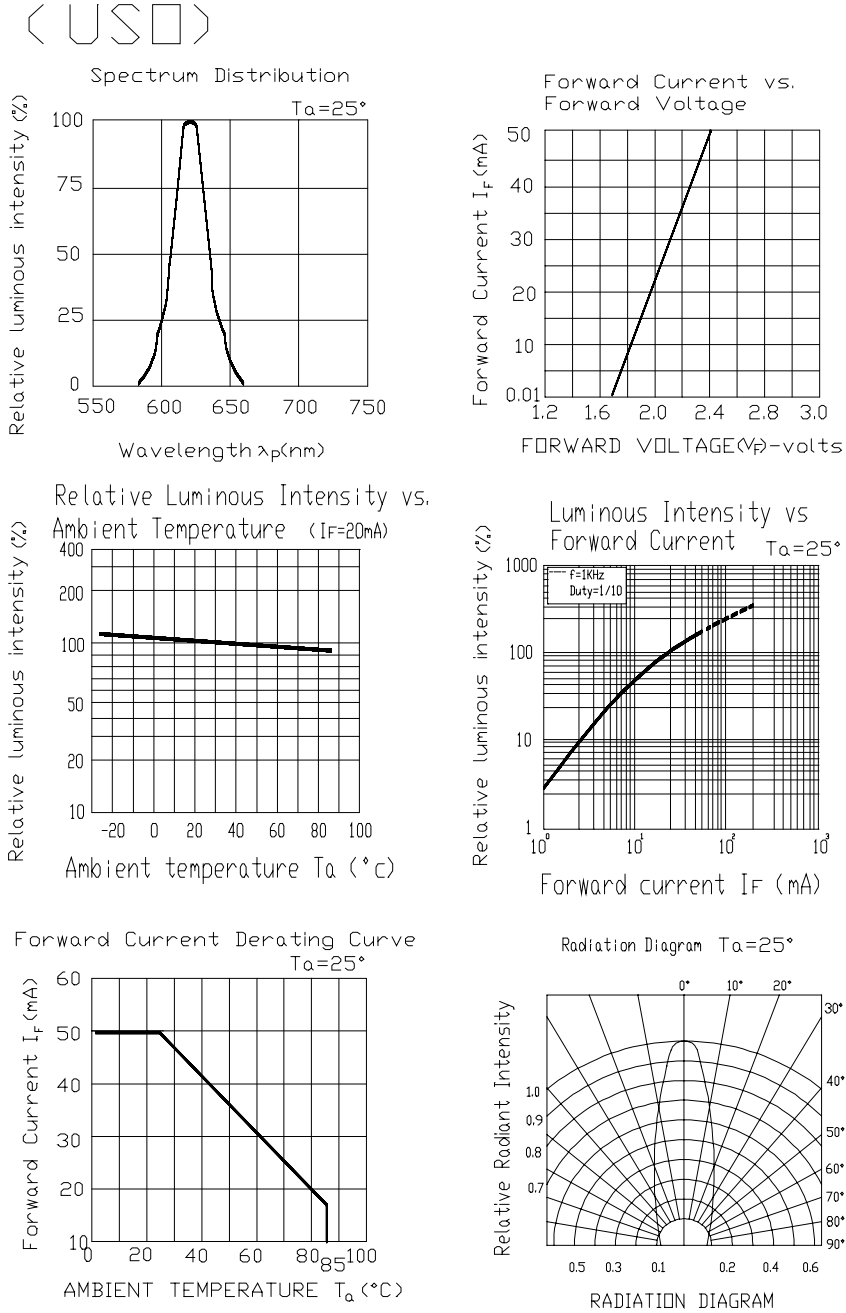 (USO)
Spectrum Distribution
Ta=25°
Relative luminous intensity(%)
100
75
50
25
0
550 600 650 700 750
Wavelength λp(nm)
Forward Current vs.
Forward Voltage
Forward Current IF(mA)
50
40
30
20
10
0.01
1.2 1.6 2.0 2.4 2.8 3.0
FORWARD VOLTAGE(VF)-volts
Relative Luminous Intensity vs.
Ambient Temperature (IF=20mA)
Relative luminous intensity(%)
400
200
100
50
20
10
-20 0 20 40 60 80 100
Ambient temperature Ta (°c)
Luminous Intensity vs
Forward Current Ta=25°
Relative luminous intensity(%)
f=1KHz
Duty=1/10
1000
100
10
1
10⁰ 10¹ 10² 10³
Forward current IF (mA)
Forward Current Derating Curve
Ta=25°
Forward Current IF(mA)
60
50
40
30
20
10
0 20 40 60 80 85 100
AMBIENT TEMPERATURE Ta(°C)
Radiation Diagram Ta=25°
Relative Radiant Intensity
0° 10° 20°
30°
40°
50°
60°
70°
80°
90°
1.0
0.9
0.8
0.7
0.5 0.3 0.1 0.2 0.4 0.6
RADIATION DIAGRAM